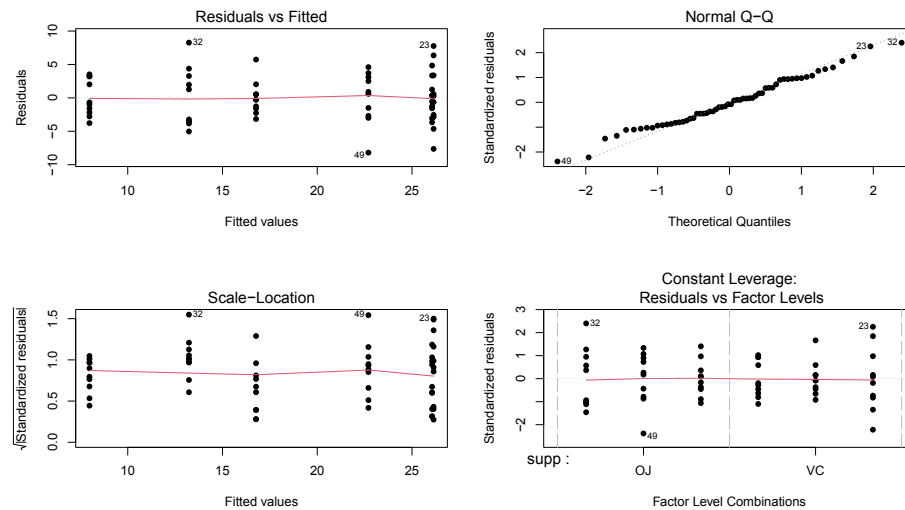 Residuals vs Fitted
Residuals
10
5
0
−5
−10
32
23
49
10
15
20
25
Fitted values
Normal Q−Q
Standardized residuals
2
1
0
−1
−2
23
32
49
−2
−1
0
1
2
Theoretical Quantiles
Scale−Location
√|Standardized residuals|
1.5
1.0
0.5
0.0
32
49
23
10
15
20
25
Fitted values
Constant Leverage:
Residuals vs Factor Levels
Standardized residuals
3
2
1
0
−2
32
23
49
supp :
OJ
VC
Factor Level Combinations